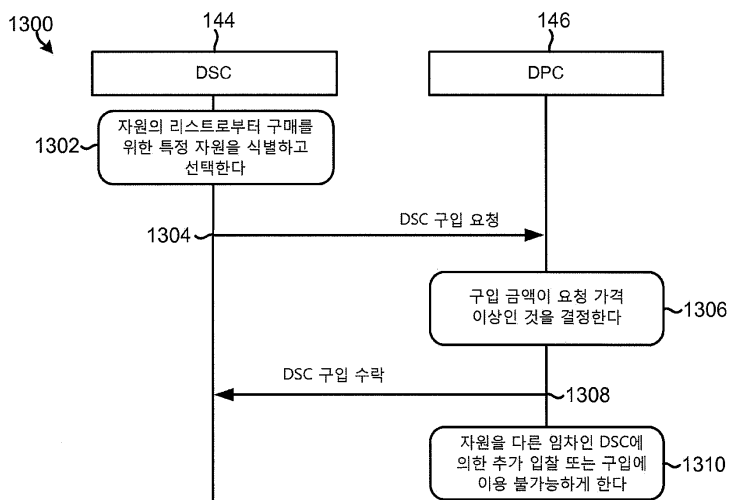 1300
144
146
DSC
DPC
1302
자원의 리스트로부터 구매를
위한 특정 자원을 식별하고
선택한다
1304
DSC 구입 요청
구입 금액이 요청 가격
이상인 것을 결정한다
1306
DSC 구입 수락
1308
자원을 다른 임차인 DSC에
의한 추가 입찰 또는 구입에
이용 불가능하게 한다
1310